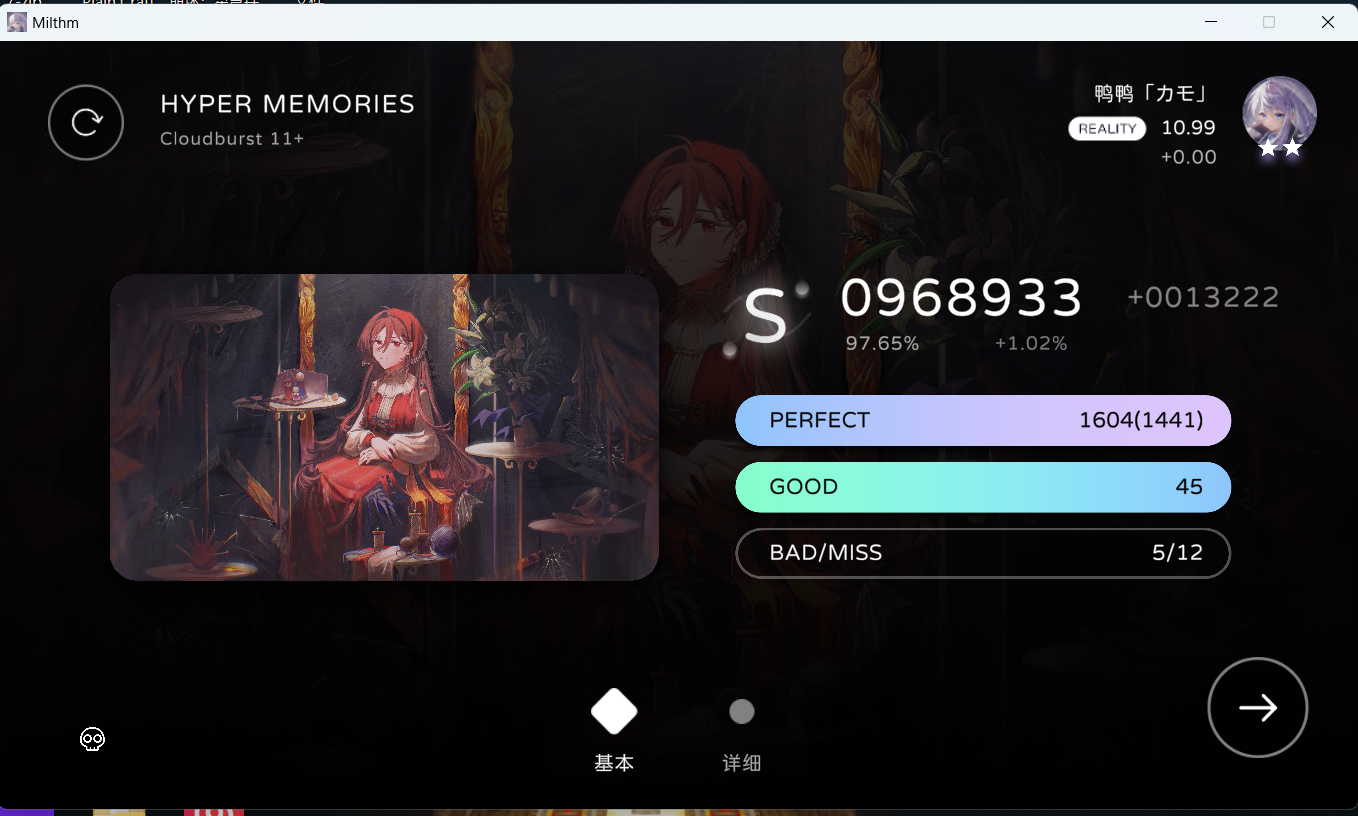 Milthm
HYPER MEMORIES
Cloudburst 11+
鸭鸭「カモ」
REALITY 10.99
+0.00
S 0968933 +0013222
97.65% +1.02%
PERFECT 1604(1441)
GOOD 45
BAD/MISS 5/12
基本 详细